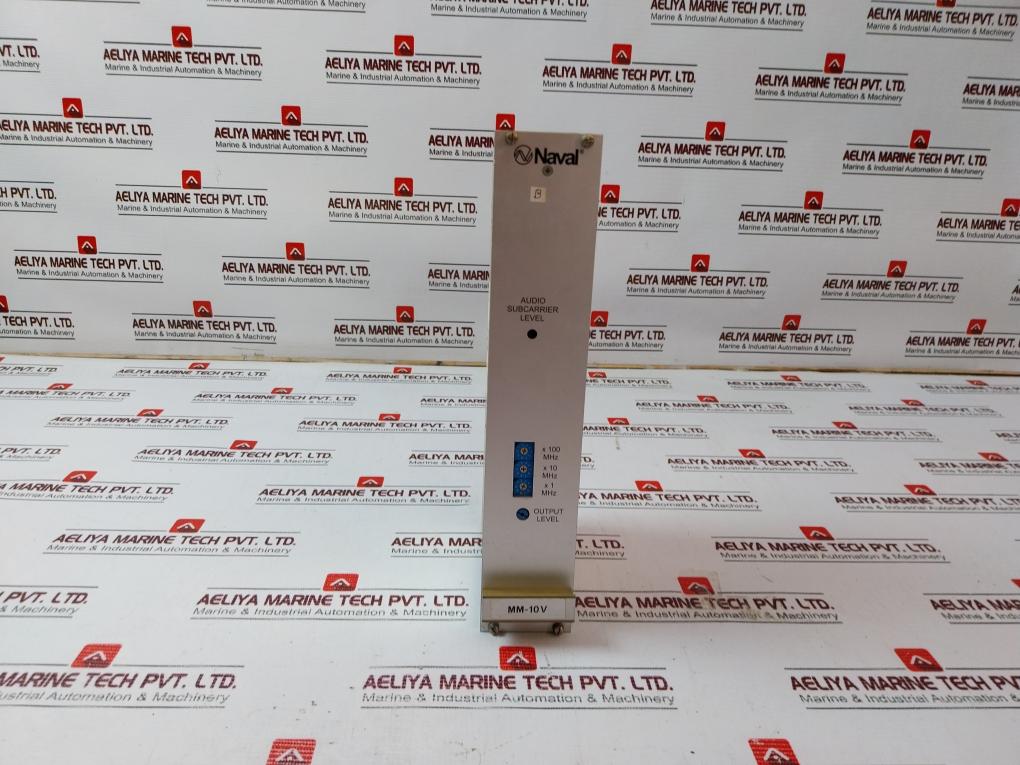 AELIYA MARINE TECH PVT. LTD.
Marine & Industrial Automation & Machinery
Naval®
B
AUDIO
SUBCARRIER
LEVEL
x 100
MHz
x 10
MHz
x 1
MHz
OUTPUT
LEVEL
MM-10V